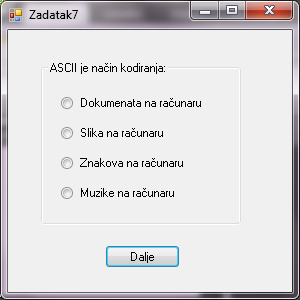 Zadatak7
ASCII je način kodiranja:
Dokumenata na računaru
Slika na računaru
Znakova na računaru
Muzike na računaru
Dalje